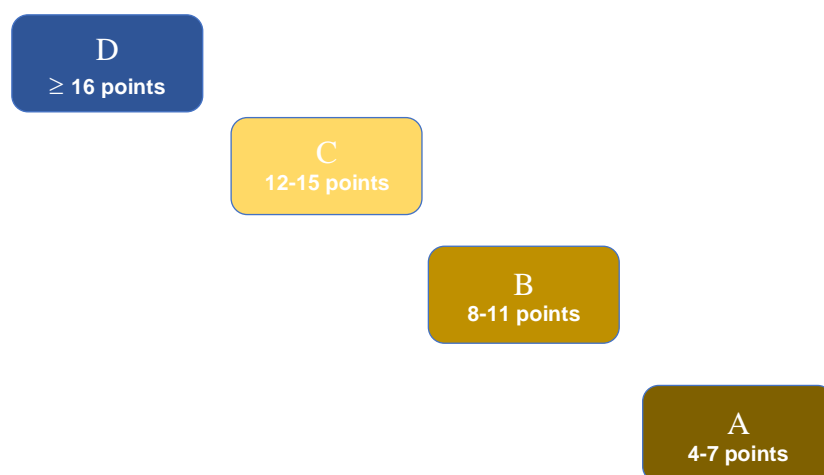 D
≥ 16 points
C
12-15 points
B
8-11 points
A
4-7 points